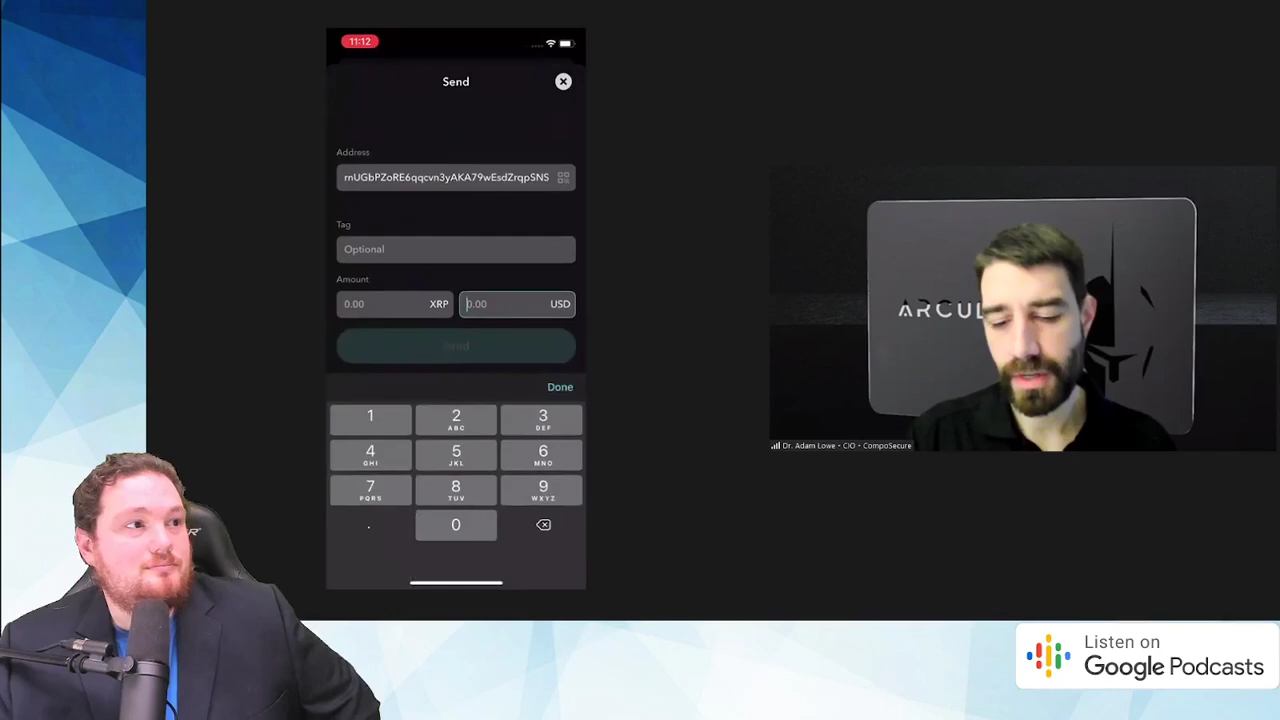 11:12
Send
Address
rnUGbPZoRE6qqcvn3yAKA79wEsdZrqpSNS
Tag
Optional
Amount
0.00 XRP 0.00 USD
Send
Done
1 2 ABC 3 DEF
4 GHI 5 JKL 6 MNO
7 PQRS 8 TUV 9 WXYZ
. 0
ARCU
Dr. Adam Lowe • CIO • CompoSecure
Listen on
Google Podcasts